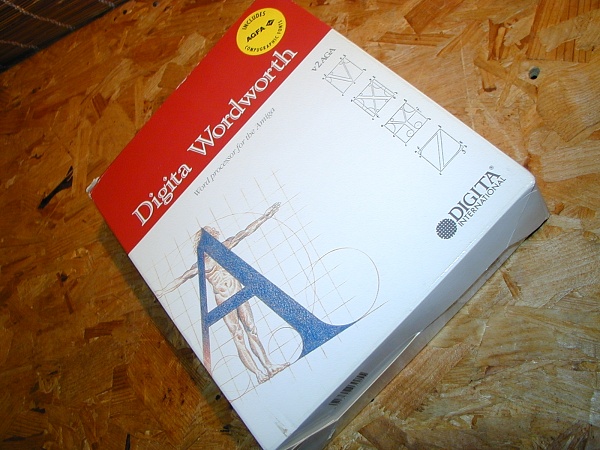 INCLUDES
AGFA
COMPUGRAPHIC FONTS
Digita Wordworth
Word processor for the Amiga
V2 AGA
A
DIGITA
INTERNATIONAL